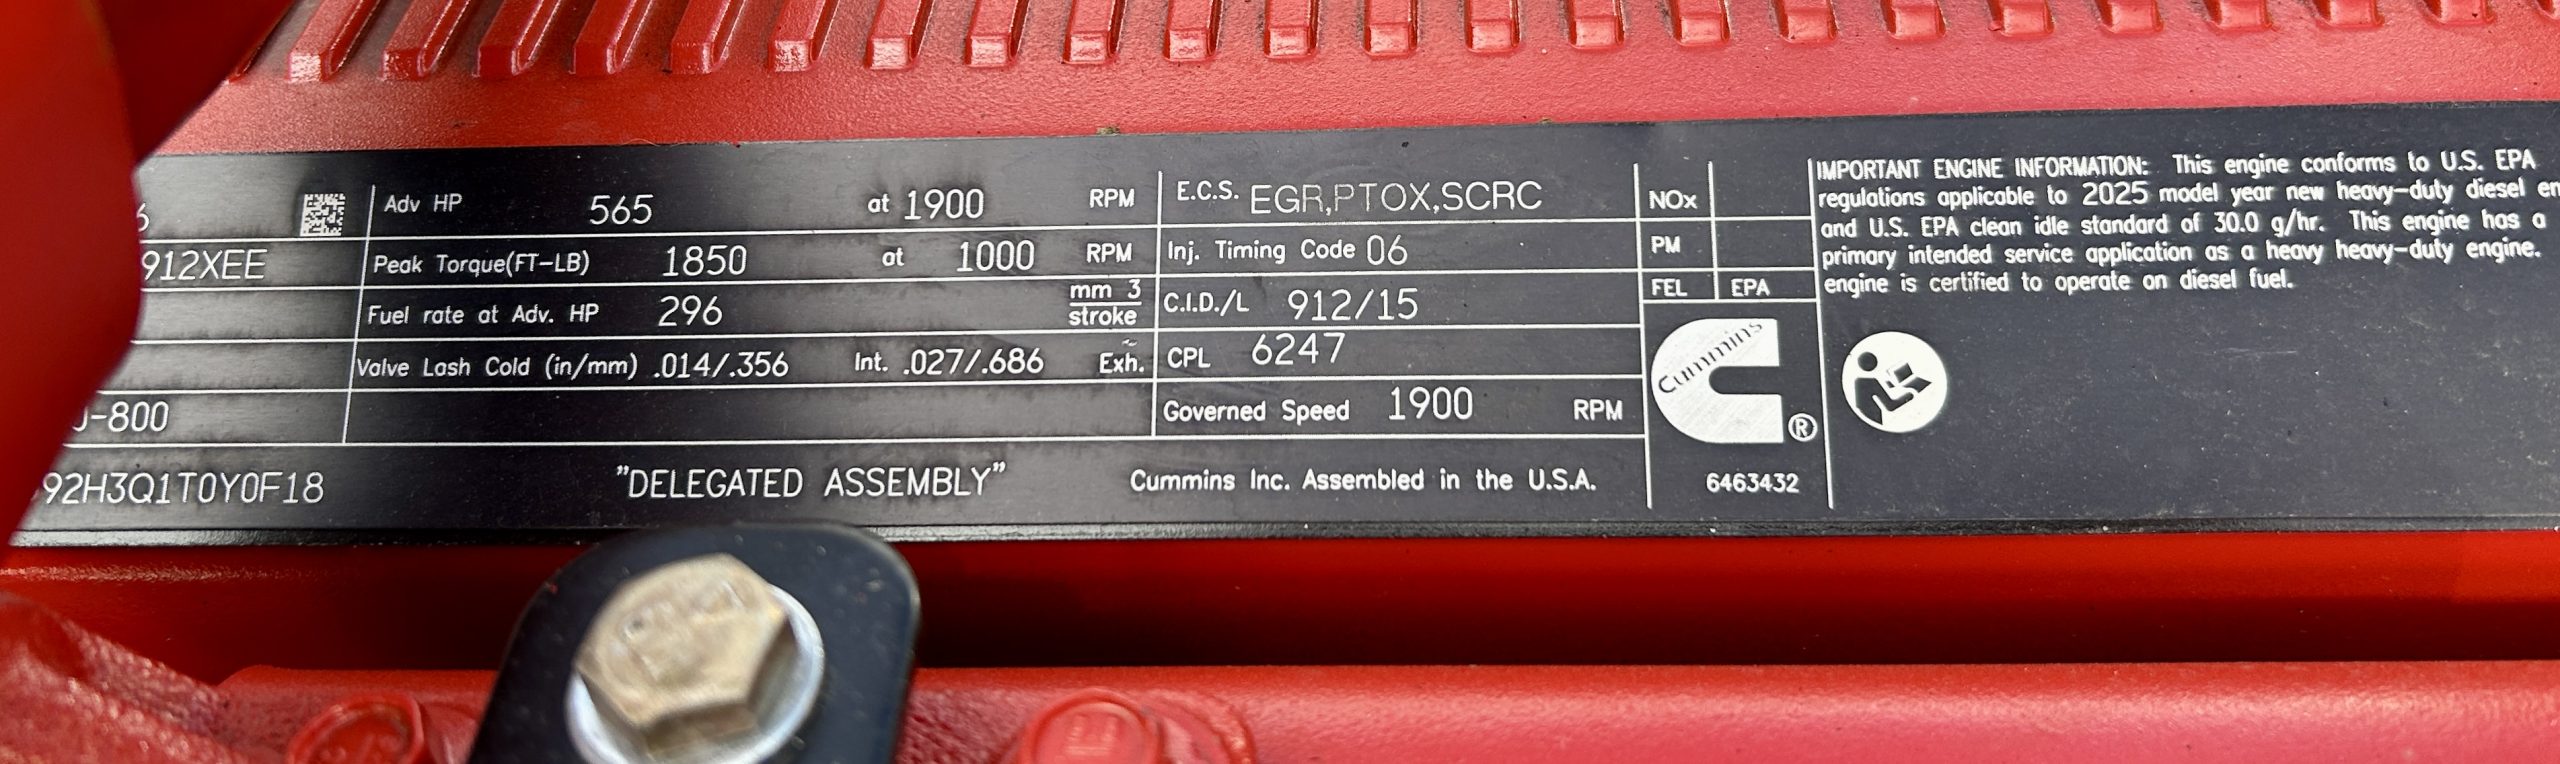 6
912XEE
-800
92H3Q1T0Y0F18
Adv HP 565 at 1900 RPM
Peak Torque(FT-LB) 1850 at 1000 RPM
Fuel rate at Adv. HP 296 mm 3
stroke
Valve Lash Cold (in/mm) .014/.356 Int. .027/.686 Exh.
"DELEGATED ASSEMBLY"
E.C.S. EGR,PTOX,SCRC
Inj. Timing Code 06
C.I.D./L 912/15
CPL 6247
Governed Speed 1900 RPM
Cummins Inc. Assembled in the U.S.A.
NOx
PM
FEL EPA
Cummins
®
6463432
IMPORTANT ENGINE INFORMATION: This engine conforms to U.S. EPA
regulations applicable to 2025 model year new heavy-duty diesel en
and U.S. EPA clean idle standard of 30.0 g/hr. This engine has a
primary intended service application as a heavy heavy-duty engine.
engine is certified to operate on diesel fuel.